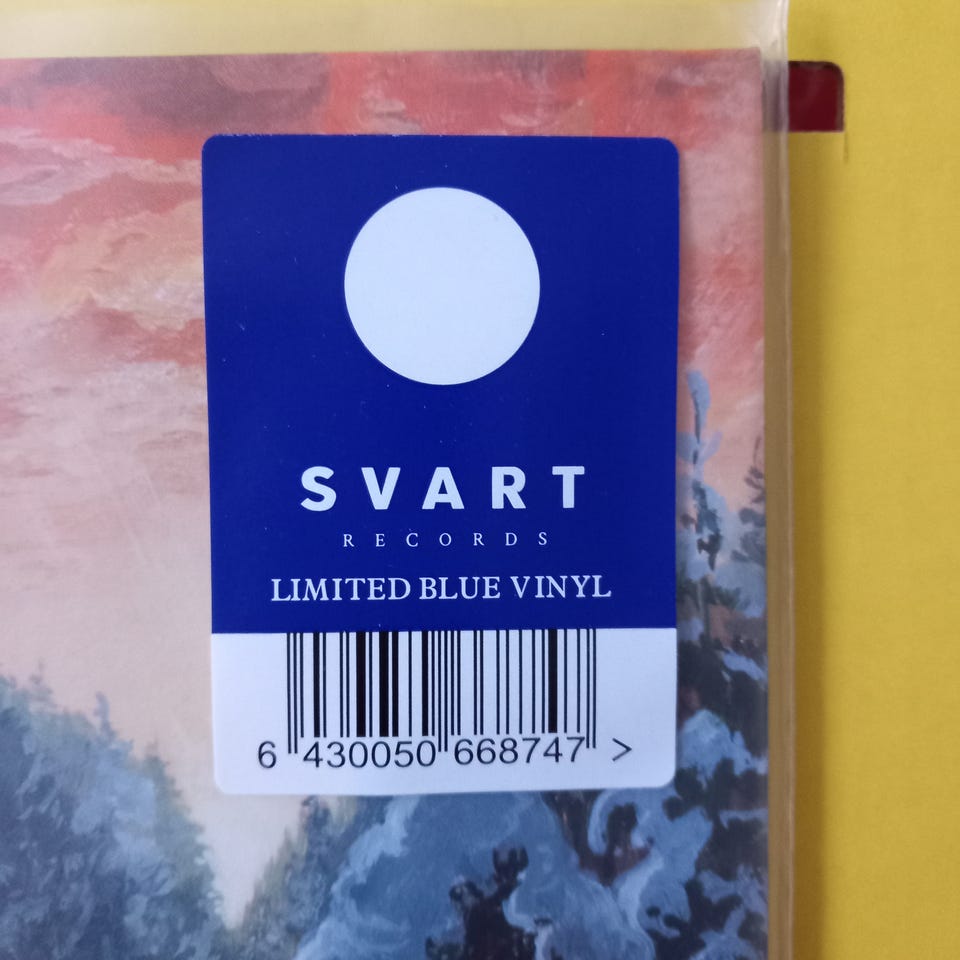 SVART
RECORDS
LIMITED BLUE VINYL
6 430050 668747 >